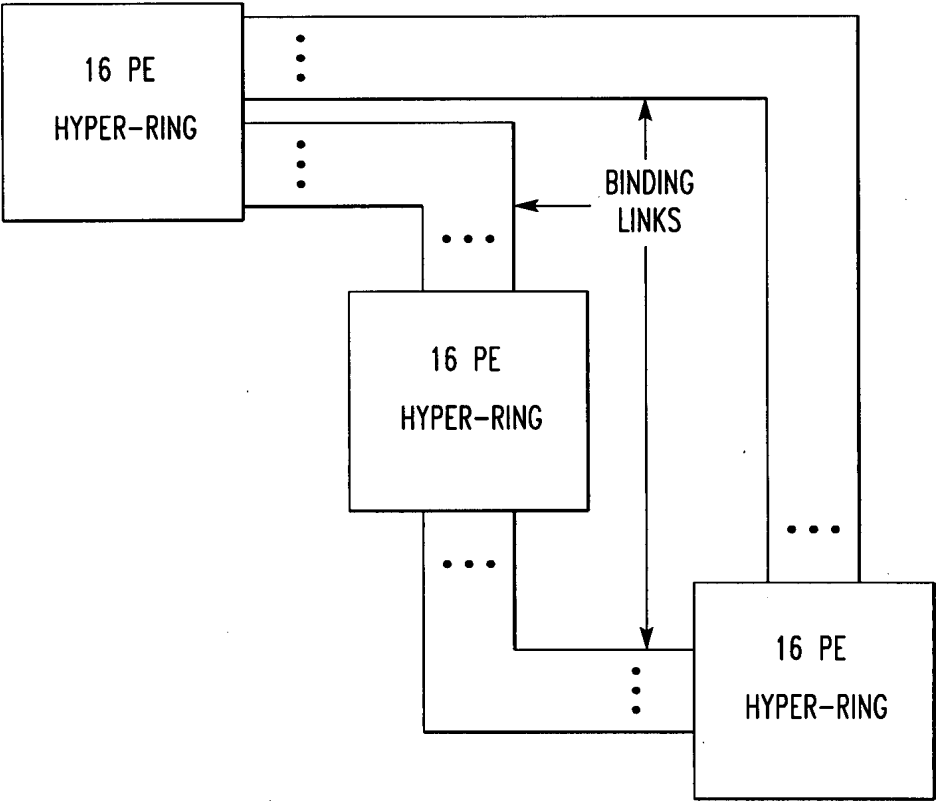 16 PE
HYPER-RING
BINDING
LINKS
16 PE
HYPER-RING
16 PE
HYPER-RING